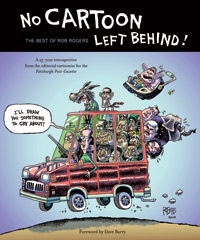 NO CARTOON
LEFT BEHIND!
THE BEST OF ROB ROGERS
A 25 year retrospective
from the editorial cartoonist for the
Pittsburgh Post-Gazette
I'LL DRAW
YOU SOMETHING
TO CRY ABOUT!
ROGERS
Foreword by Dave Barry